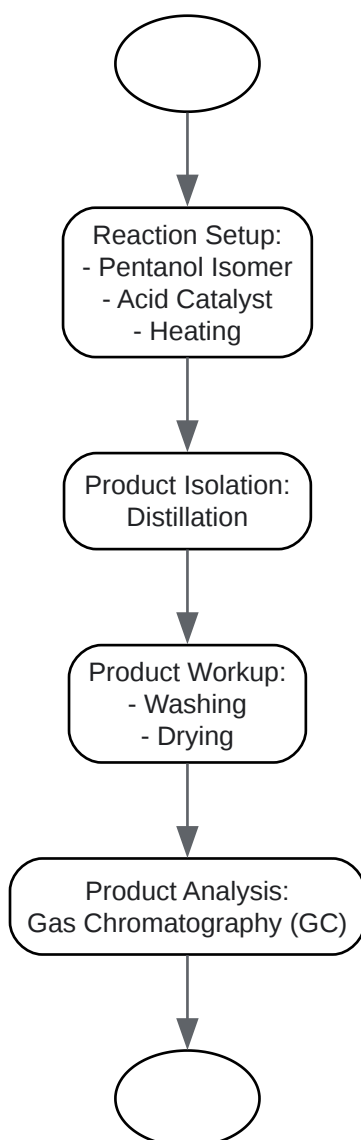 Reaction Setup:
- Pentanol Isomer
- Acid Catalyst
- Heating
Product Isolation:
Distillation
Product Workup:
- Washing
- Drying
Product Analysis:
Gas Chromatography (GC)